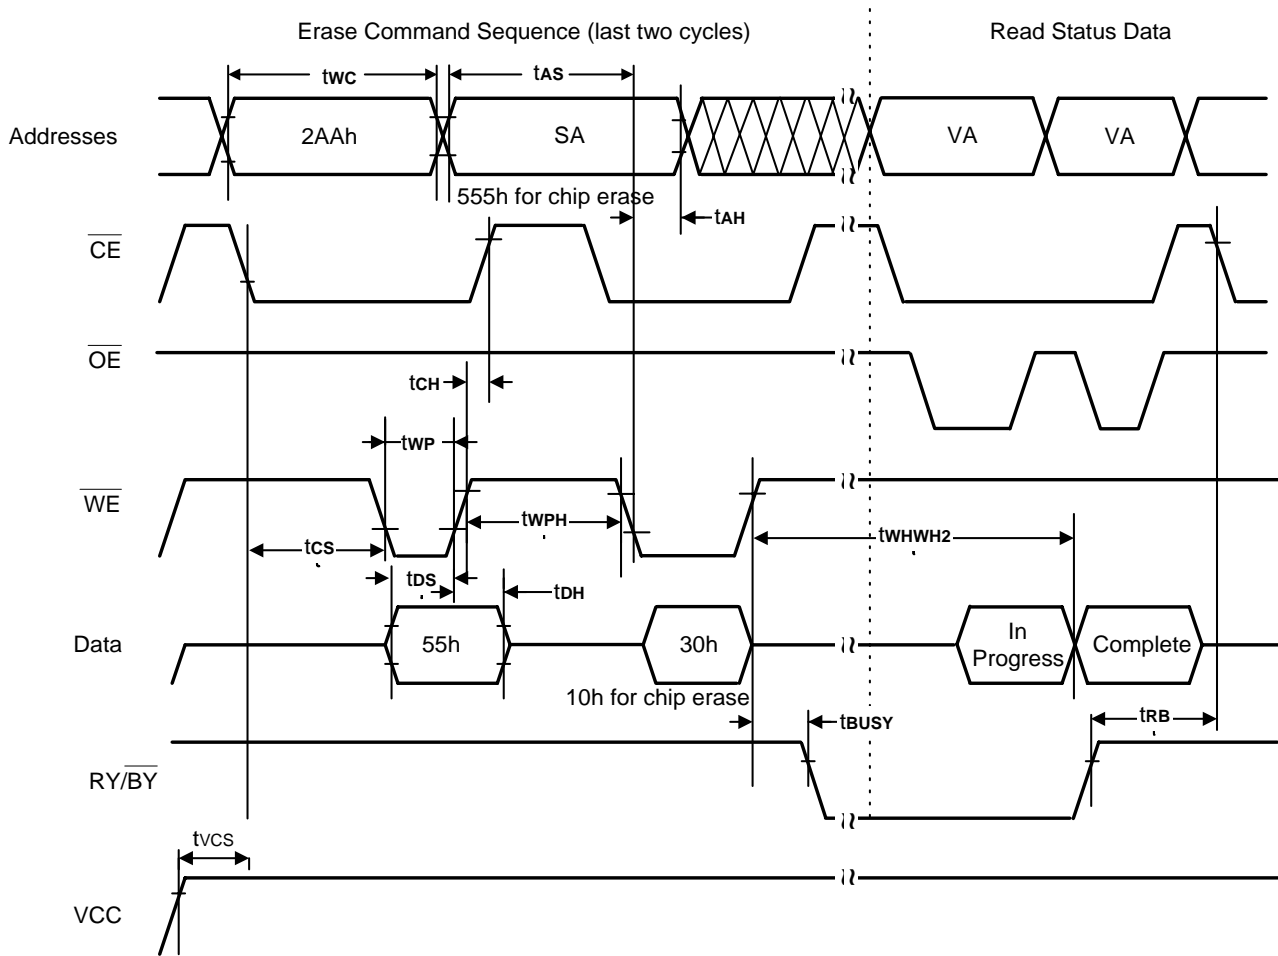 Erase Command Sequence (last two cycles)
Read Status Data
tWC
tAS
Addresses
2AAh
SA
VA
VA
555h for chip erase
tAH
CE
OE
tCH
tWP
WE
tWPH
tWHWH2
tCS
tDS
tDH
Data
55h
30h
In
Progress
Complete
10h for chip erase
tBUSY
tRB
RY/BY
tVCS
VCC